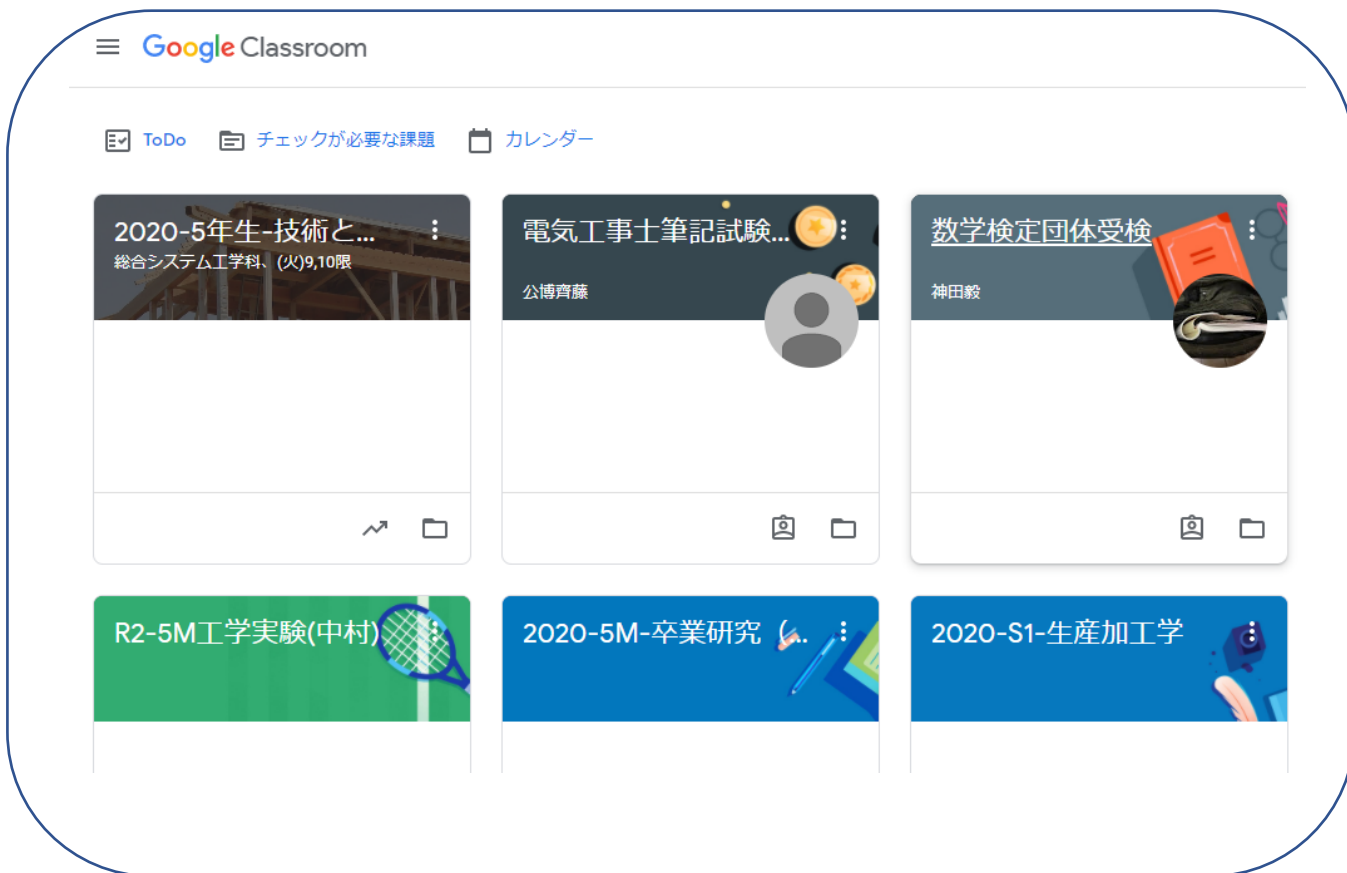 Google Classroom
ToDo チェックが必要な課題 カレンダー
2020-5年生-技術と...
総合システム工学科、(火)9,10限
電気工事士筆記試験...
公博齊藤
数学検定団体受検
神田毅
R2-5M工学実験(中村)
2020-5M-卒業研究（...
2020-S1-生産加工学